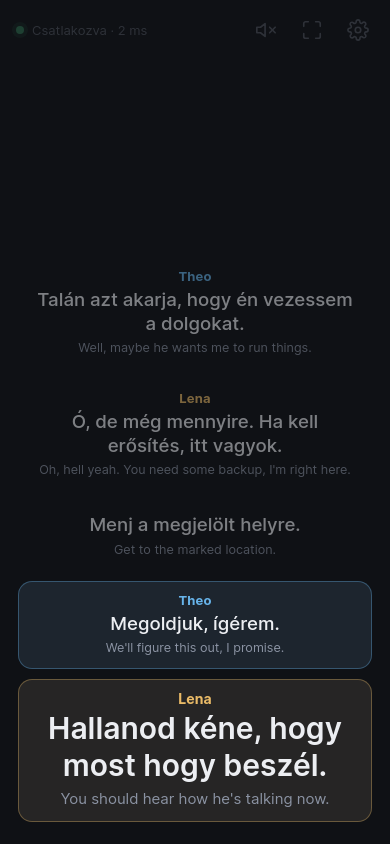 Csatlakozva · 2 ms
Theo
Talán azt akarja, hogy én vezessem
a dolgokat.
Well, maybe he wants me to run things.
Lena
Ó, de még mennyire. Ha kell
erősítés, itt vagyok.
Oh, hell yeah. You need some backup, I'm right here.
Menj a megjelölt helyre.
Get to the marked location.
Theo
Megoldjuk, ígérem.
We'll figure this out, I promise.
Lena
Hallanod kéne, hogy
most hogy beszél.
You should hear how he's talking now.